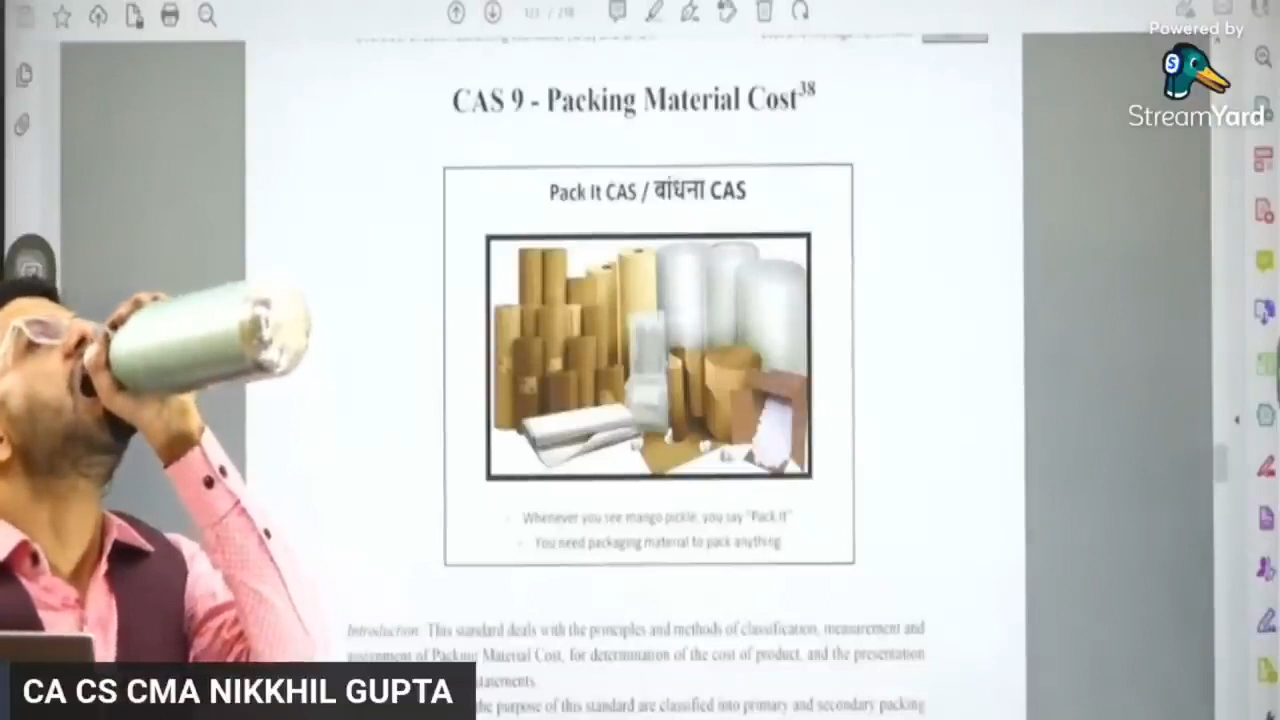 Powered by
StreamYard
CAS 9 - Packing Material Cost38
Pack It CAS / बांधना CAS
Whenever you see mango pickle, you say "Pack It"
You need packaging material to pack anything
Introduction: This standard deals with the principles and methods of classification, measurement and
assignment of Packing Material Cost, for determination of the cost of product, and the presentation
statements.
the purpose of this standard are classified into primary and secondary packing
CA CS CMA NIKKHIL GUPTA